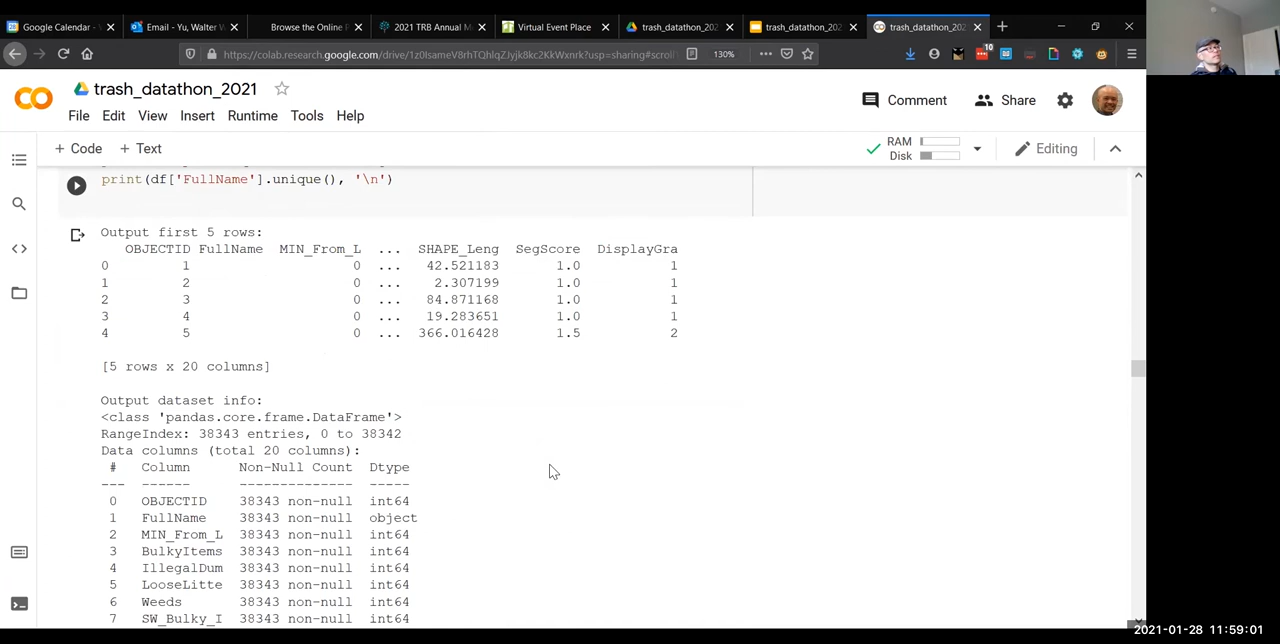 Google Calendar -
Email - Yu, Walter W
Browse the Online P
2021 TRB Annual M
Virtual Event Place
trash_datathon_202
trash_datathon_202
trash_datathon_202
https://colab.research.google.com/drive/1z0IsameV8rhTQhlqZJyjk8kc2KkWxnrk?usp=sharing#scroll
130%
10
CO
trash_datathon_2021
Comment
Share
File Edit View Insert Runtime Tools Help
+ Code + Text
RAM
Disk
Editing
print(df['FullName'].unique(), '\n')
Output first 5 rows:
OBJECTID FullName MIN_From_L ... SHAPE_Leng SegScore DisplayGra
0 1 0 ... 42.521183 1.0 1
1 2 0 ... 2.307199 1.0 1
2 3 0 ... 84.871168 1.0 1
3 4 0 ... 19.283651 1.0 1
4 5 0 ... 366.016428 1.5 2
[5 rows x 20 columns]
Output dataset info:
<class 'pandas.core.frame.DataFrame'>
RangeIndex: 38343 entries, 0 to 38342
Data columns (total 20 columns):
# Column Non-Null Count Dtype
--- ------ -------------- -----
0 OBJECTID 38343 non-null int64
1 FullName 38343 non-null object
2 MIN_From_L 38343 non-null int64
3 BulkyItems 38343 non-null int64
4 IllegalDum 38343 non-null int64
5 LooseLitte 38343 non-null int64
6 Weeds 38343 non-null int64
7 SW_Bulky_I 38343 non-null int64
2021-01-28 11:59:01